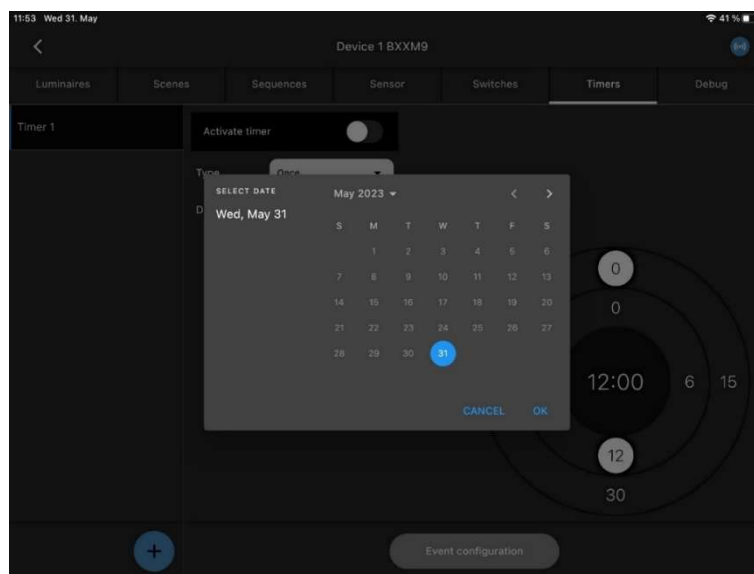 11:53 Wed 31. May 41 %
Device 1 BXXM9
Luminaires Scenes Sequences Sensor Switches Timers Debug
Timer 1
Activate timer
Type Once
D
SELECT DATE
Wed, May 31
May 2023
S M T W T F S
1 2 3 4 5 6
7 8 9 10 11 12 13
14 15 16 17 18 19 20
21 22 23 24 25 26 27
28 29 30 31
CANCEL OK
0
0
12:00 6 15
12
30
+
Event configuration